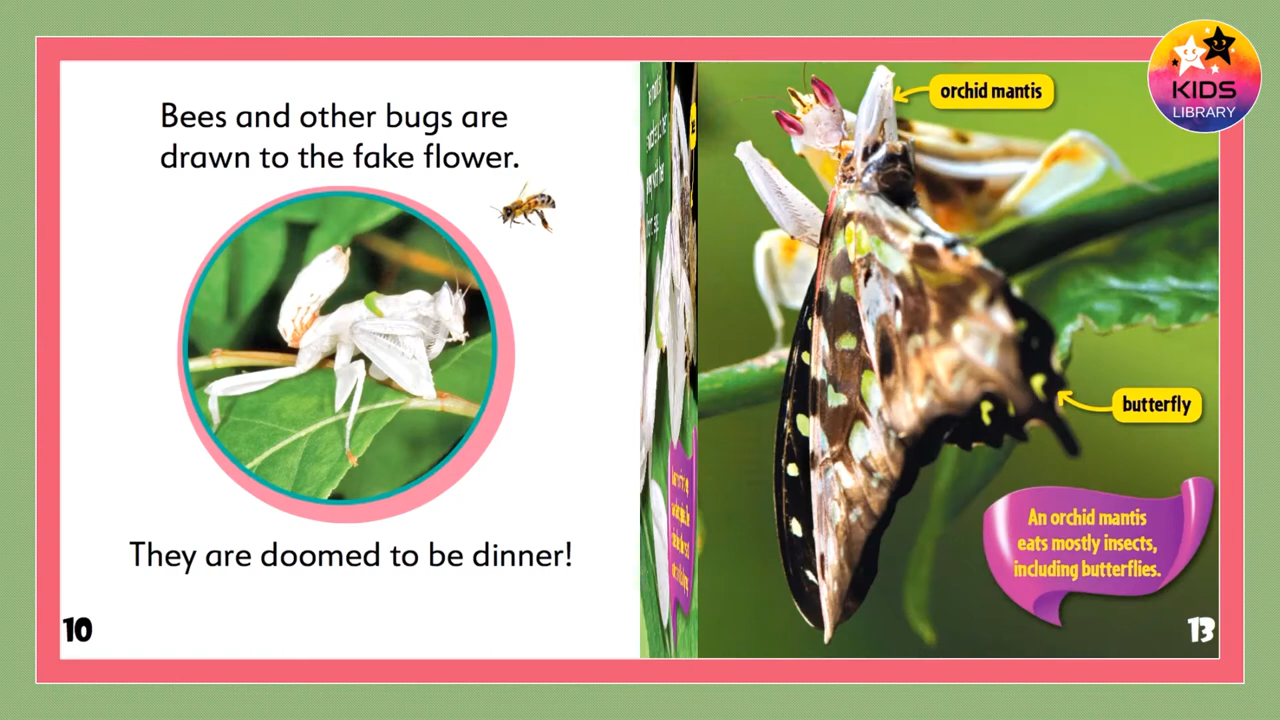 Bees and other bugs are
drawn to the fake flower.
They are doomed to be dinner!
10
orchid mantis
butterfly
An orchid mantis
eats mostly insects,
including butterflies.
13
KIDS
LIBRARY